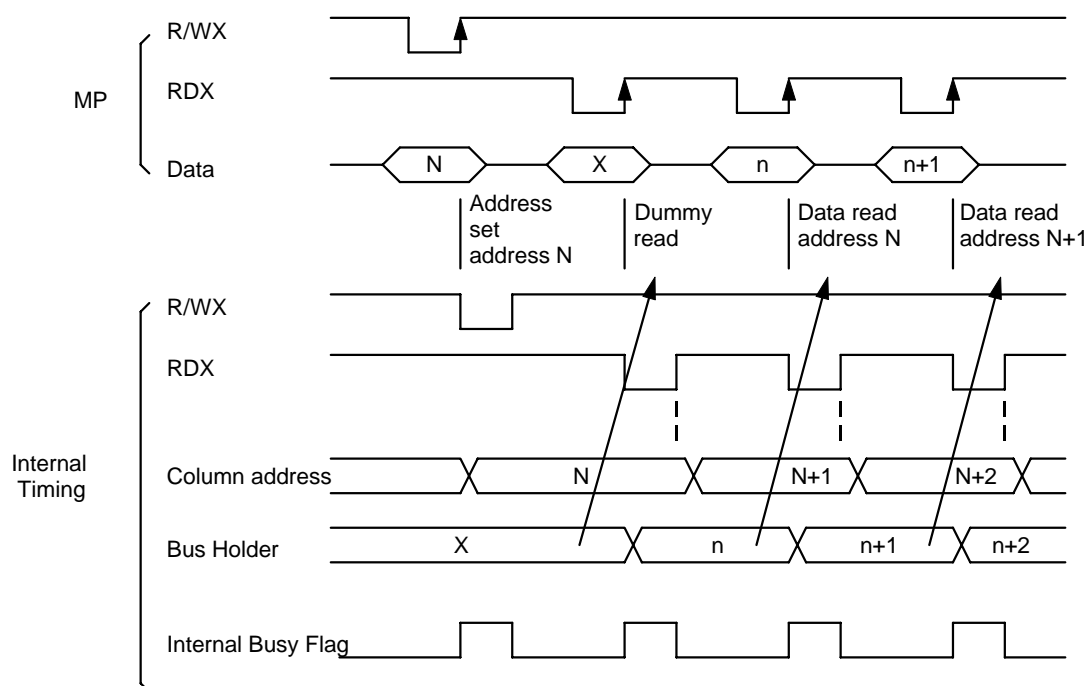 R/WX
MP
RDX
Data
N
X
n
n+1
Address
set
address N
Dummy
read
Data read
address N
Data read
address N+1
R/WX
RDX
Internal
Timing
Column address
N
N+1
N+2
Bus Holder
X
n
n+1
n+2
Internal Busy Flag